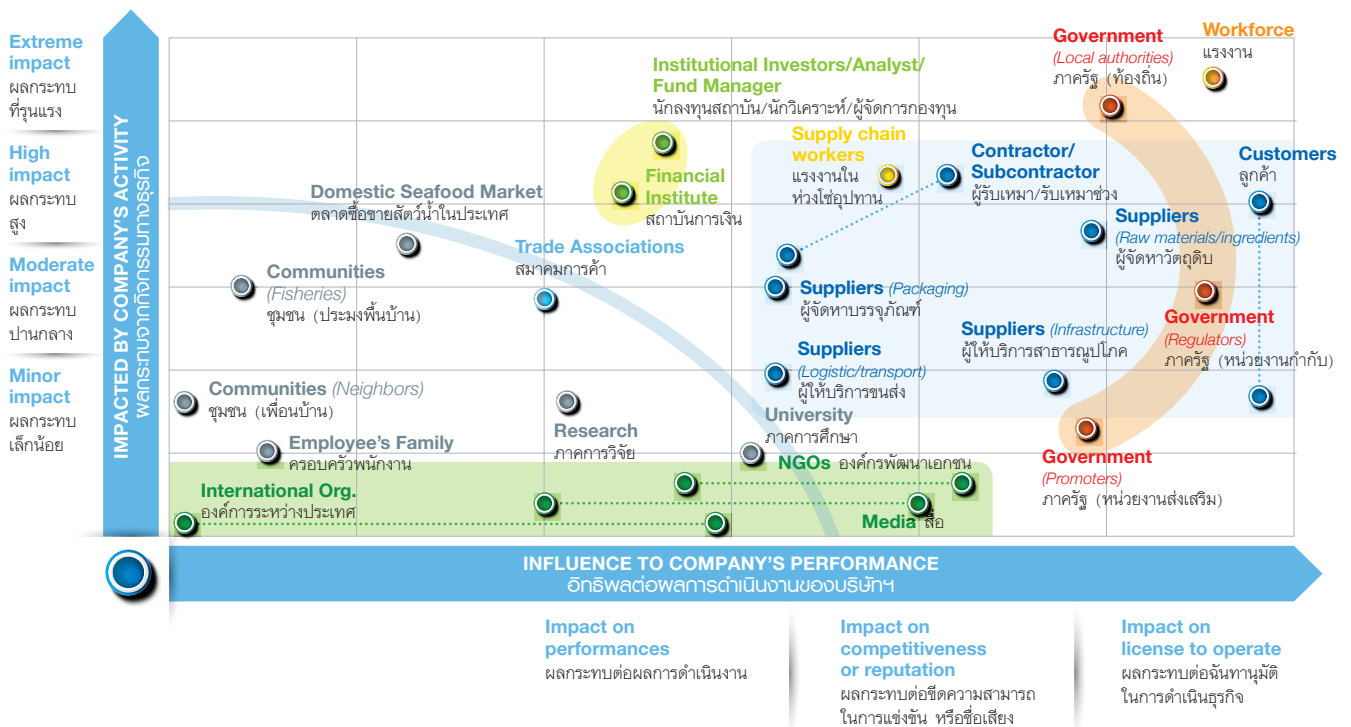 Extreme
impact
ผลกระทบ
ที่รุนแรง
High
impact
ผลกระทบ
สูง
Moderate
impact
ผลกระทบ
ปานกลาง
Minor
impact
ผลกระทบ
เล็กน้อย
IMPACTED BY COMPANY'S ACTIVITY
ผลกระทบจากกิจกรรมทางธุรกิจ
Government
(Local authorities)
ภาครัฐ (ท้องถิ่น)
Workforce
แรงงาน
Institutional Investors/Analyst/
Fund Manager
นักลงทุนสถาบัน/นักวิเคราะห์/ผู้จัดการกองทุน
Supply chain
workers
แรงงานใน
ห่วงโซ่อุปทาน
Contractor/
Subcontractor
ผู้รับเหมา/รับเหมาช่วง
Customers
ลูกค้า
Financial
Institute
สถาบันการเงิน
Domestic Seafood Market
ตลาดซื้อขายสัตว์น้ำในประเทศ
Suppliers
(Raw materials/ingredients)
ผู้จัดหาวัตถุดิบ
Trade Associations
สมาคมการค้า
Communities
(Fisheries)
ชุมชน (ประมงพื้นบ้าน)
Suppliers (Packaging)
ผู้จัดหาบรรจุภัณฑ์
Government
(Regulators)
ภาครัฐ (หน่วยงานกำกับ)
Suppliers (Infrastructure)
ผู้ให้บริการสาธารณูปโภค
Suppliers
(Logistic/transport)
ผู้ให้บริการขนส่ง
Communities (Neighbors)
ชุมชน (เพื่อนบ้าน)
University
ภาคการศึกษา
Research
ภาคการวิจัย
Employee's Family
ครอบครัวพนักงาน
NGOs องค์กรพัฒนาเอกชน
Government
(Promoters)
ภาครัฐ (หน่วยงานส่งเสริม)
International Org.
องค์การระหว่างประเทศ
Media สื่อ
INFLUENCE TO COMPANY'S PERFORMANCE
อิทธิพลต่อผลการดำเนินงานของบริษัทฯ
Impact on
performances
ผลกระทบต่อผลการดำเนินงาน
Impact on
competitiveness
or reputation
ผลกระทบต่อขีดความสามารถ
ในการแข่งขัน หรือชื่อเสียง
Impact on
license to operate
ผลกระทบต่อฉันทานุมัติ
ในการดำเนินธุรกิจ